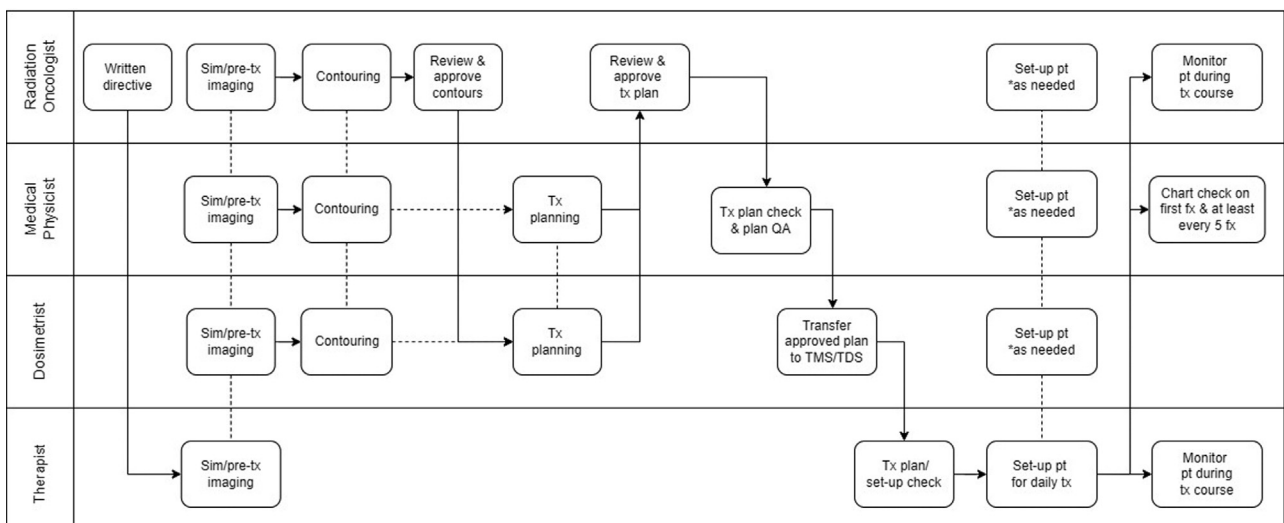 Radiation
Oncologist
Written
directive
Sim/pre-tx
imaging
Contouring
Review &
approve
contours
Review &
approve
tx plan
Set-up pt
*as needed
Monitor
pt during
tx course
Medical
Physicist
Sim/pre-tx
imaging
Contouring
Tx
planning
Tx plan check
& plan QA
Set-up pt
*as needed
Chart check on
first fx & at least
every 5 fx
Dosimetrist
Sim/pre-tx
imaging
Contouring
Tx
planning
Transfer
approved plan
to TMS/TDS
Set-up pt
*as needed
Therapist
Sim/pre-tx
imaging
Tx plan/
set-up check
Set-up pt
for daily tx
Monitor
pt during
tx course